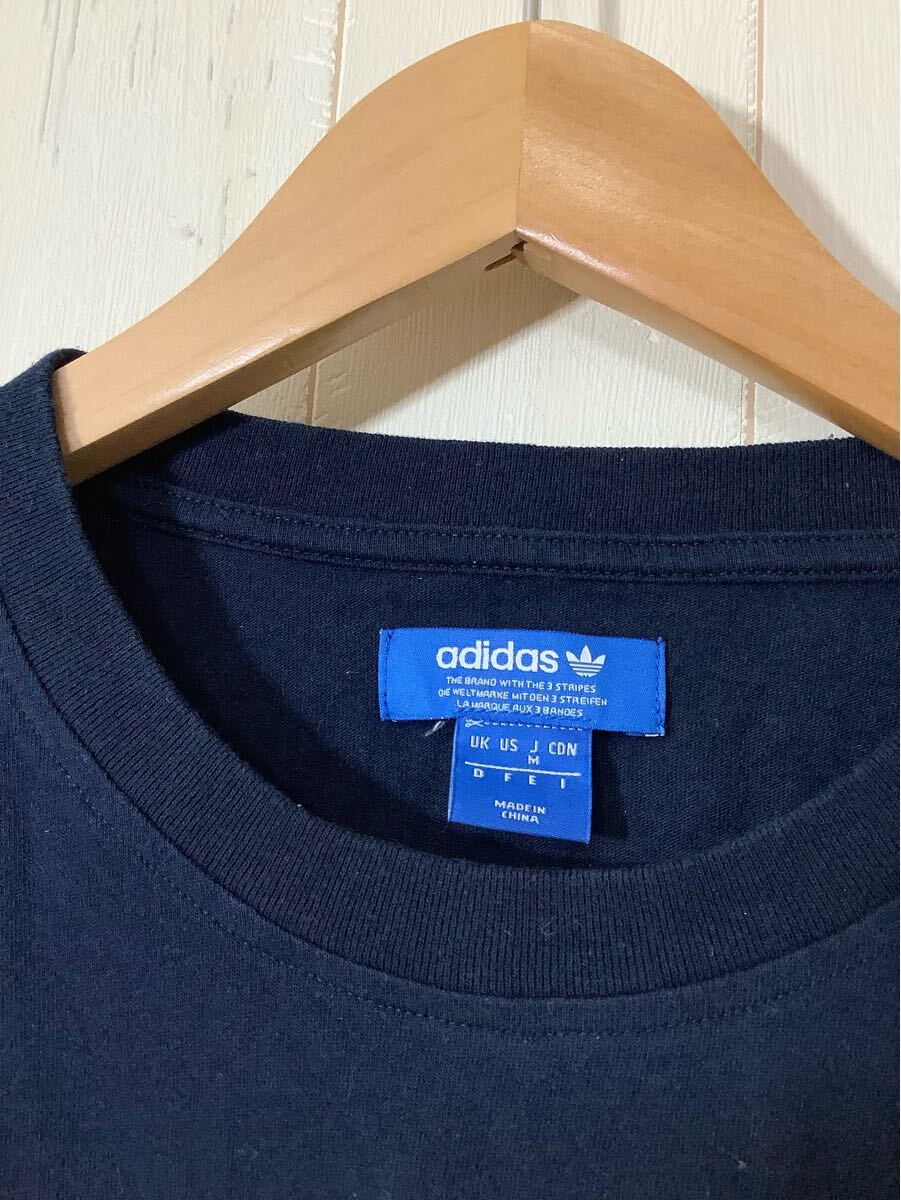 adidas
THE BRAND WITH THE 3 STRIPES
DIE WELTMARKE MIT DEN 3 STREIFEN
LA MARQUE AUX 3 BANDES
UK US J CDN
M
D F E I
MADE IN
CHINA